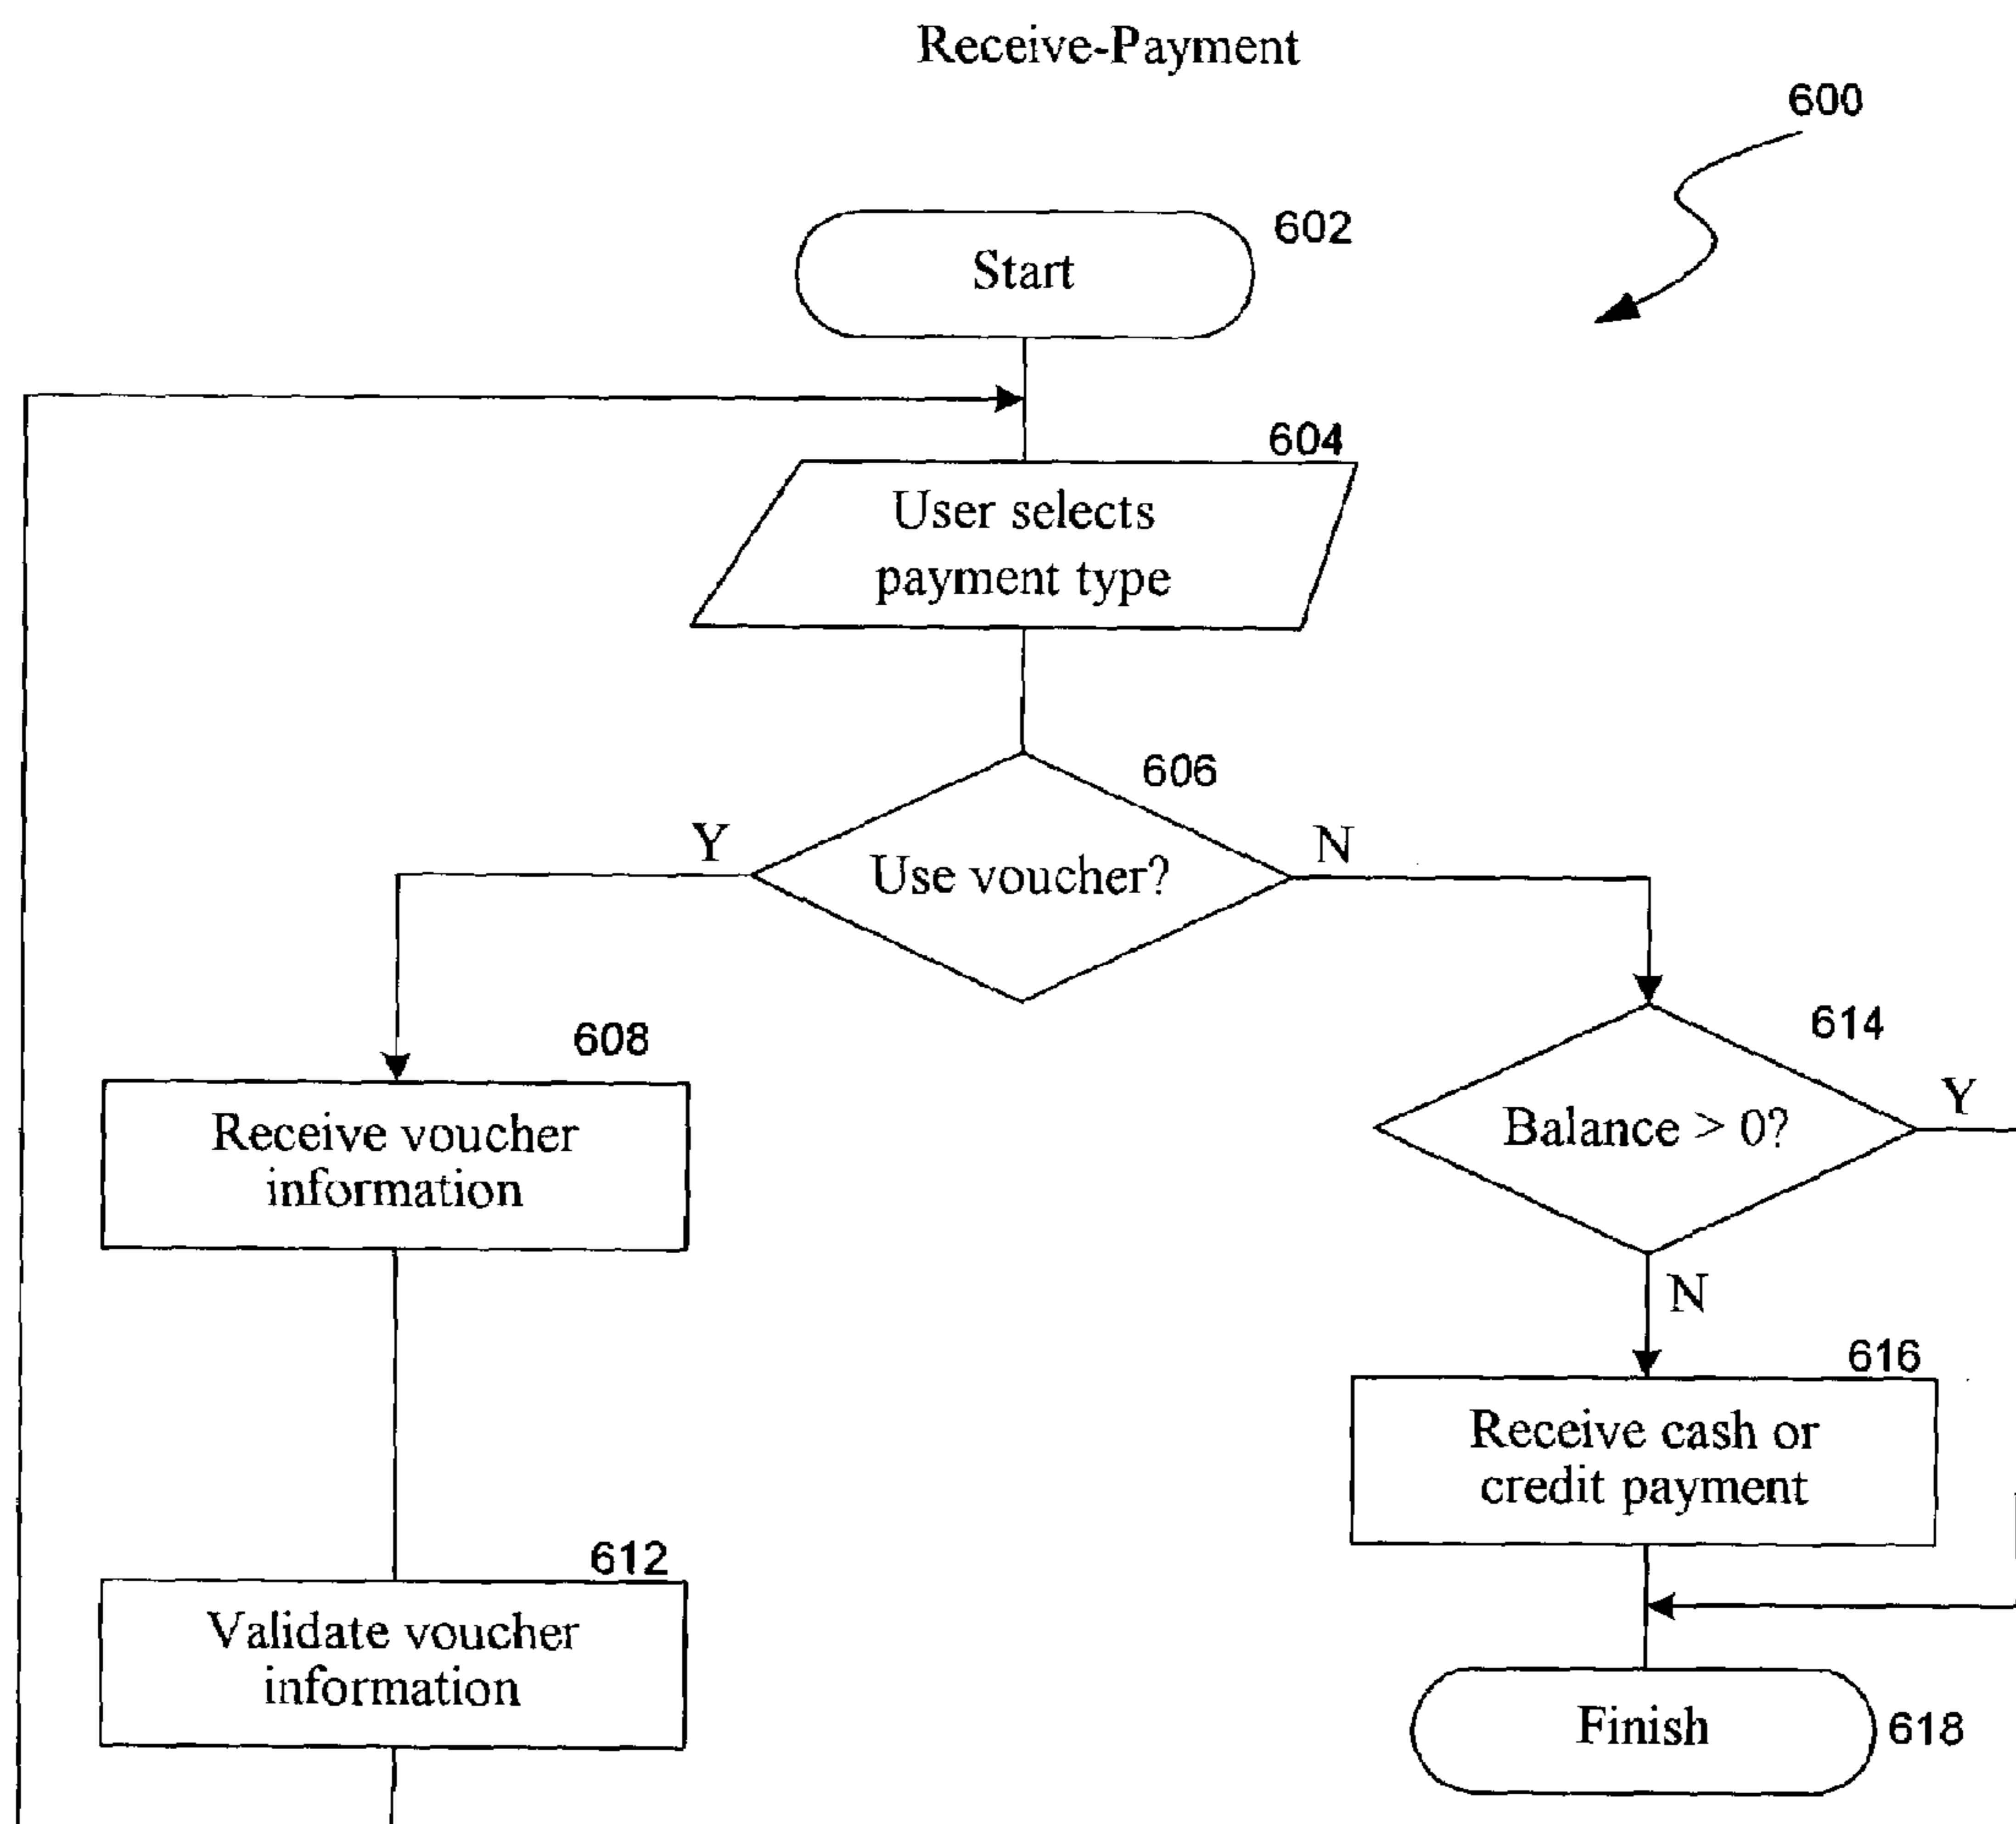 Receive-Payment
600
602
Start
604
User selects
payment type
606
Y
Use voucher?
N
608
Receive voucher
information
614
Balance > 0?
Y
N
616
Receive cash or
credit payment
612
Validate voucher
information
Finish
618